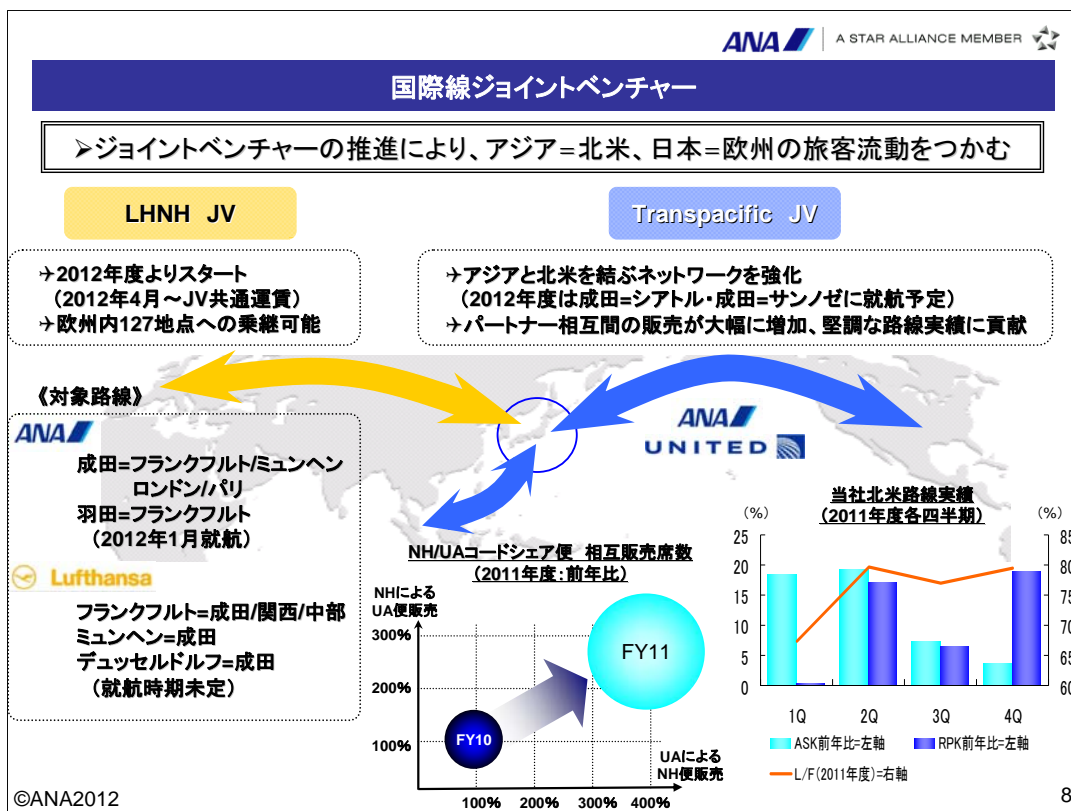 ANA A STAR ALLIANCE MEMBER
国際線ジョイントベンチャー
➢ジョイントベンチャーの推進により、アジア=北米、日本=欧州の旅客流動をつかむ
LHNH JV
Transpacific JV
✈2012年度よりスタート
（2012年4月～JV共通運賃）
✈欧州内127地点への乗継可能
✈アジアと北米を結ぶネットワークを強化
（2012年度は成田=シアトル・成田=サンノゼに就航予定）
✈パートナー相互間の販売が大幅に増加、堅調な路線実績に貢献
《対象路線》
ANA
成田=フランクフルト/ミュンヘン
ロンドン/パリ
羽田=フランクフルト
（2012年1月就航）
Lufthansa
フランクフルト=成田/関西/中部
ミュンヘン=成田
デュッセルドルフ=成田
（就航時期未定）
ANA
UNITED
NH/UAコードシェア便 相互販売席数
（2011年度：前年比）
NHによる
UA便販売
300%
200%
100%
FY11
FY10
UAによる
NH便販売
100% 200% 300% 400%
当社北米路線実績
（2011年度各四半期）
（%） （%）
25 85
20 80
15 75
10 70
5 65
0 60
1Q 2Q 3Q 4Q
ASK前年比=左軸 RPK前年比=左軸
L/F(2011年度)=右軸
©ANA2012
8